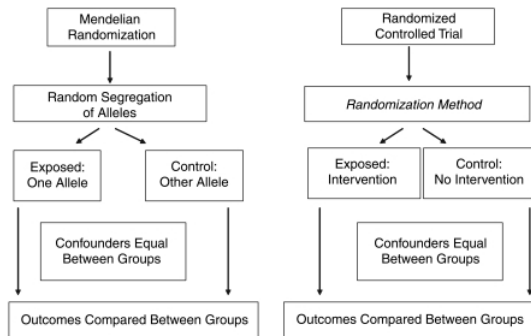 Mendelian
Randomization
Random Segregation
of Alleles
Exposed:
One Allele
Control:
Other Allele
Confounders Equal
Between Groups
Outcomes Compared Between Groups
Randomized
Controlled Trial
Randomization Method
Exposed:
Intervention
Control:
No Intervention
Confounders Equal
Between Groups
Outcomes Compared Between Groups